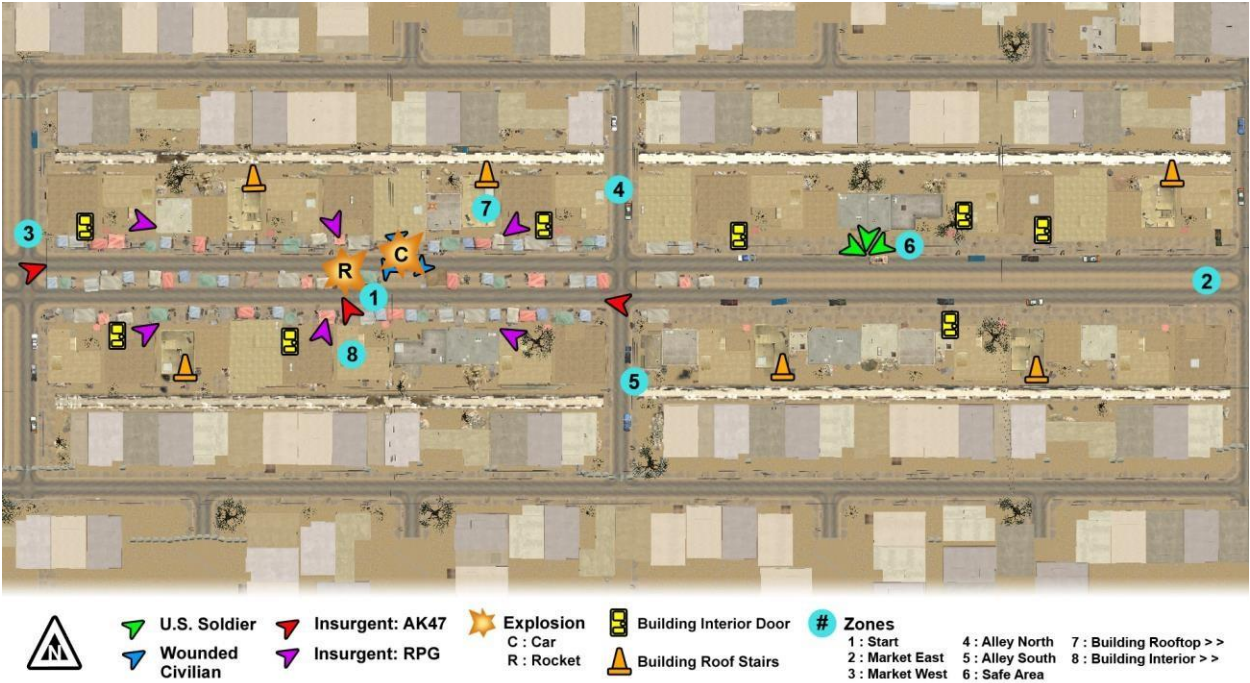 4
7
3
C
6
R
2
1
8
5
N
U.S. Soldier
Wounded
Civilian
Insurgent: AK47
Insurgent: RPG
Explosion
C : Car
R : Rocket
Building Interior Door
Building Roof Stairs
# Zones
1 : Start
2 : Market East
3 : Market West
4 : Alley North
5 : Alley South
6 : Safe Area
7 : Building Rooftop > >
8 : Building Interior > >